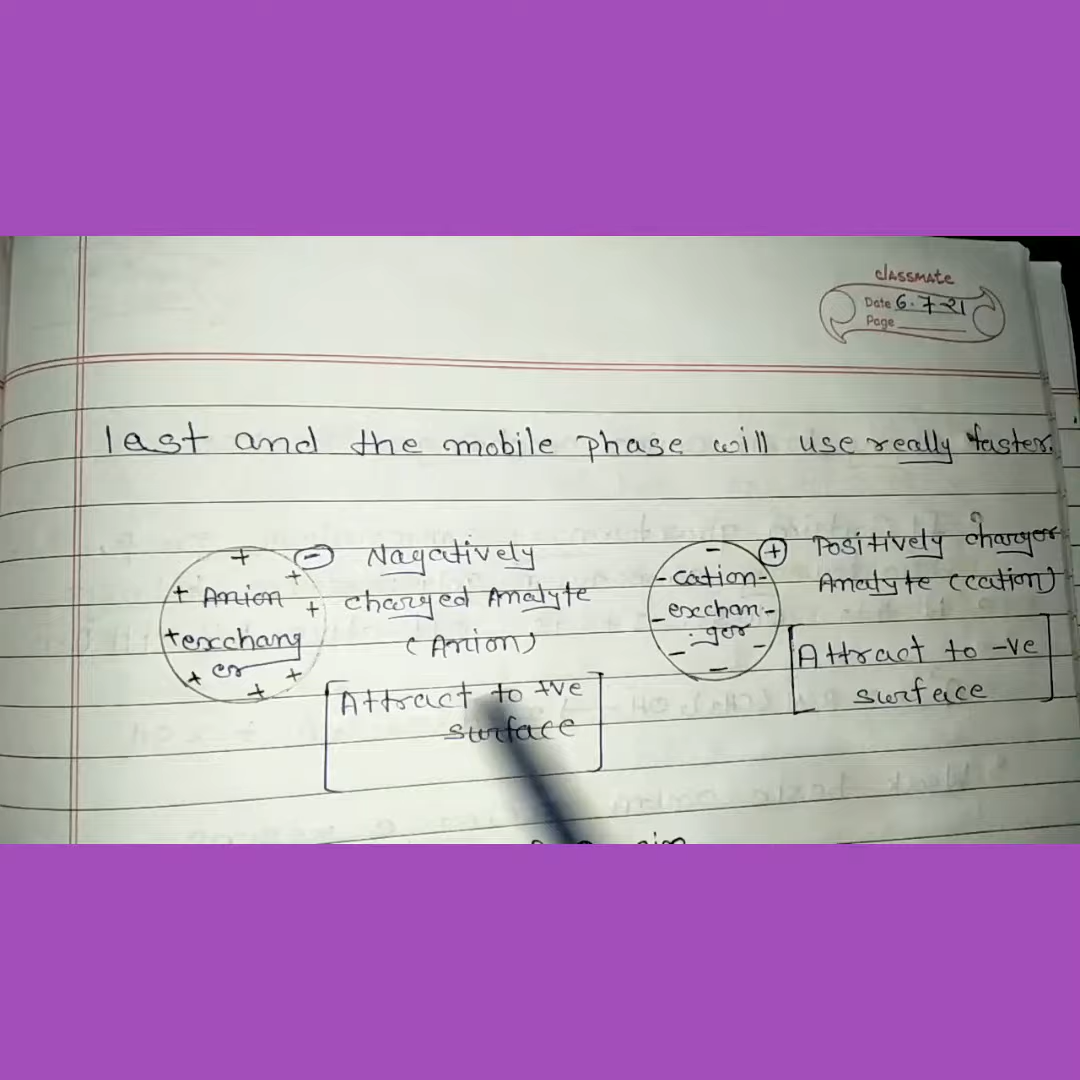 classmate
Date 6.7-21
Page
last and the mobile phase will use really faster.
+
+ Anion +
+exchang +
er
+ + +
− Nagatively
charged Analyte
(Anion)
Attract to +ve
surface
−
-cation-
-exchan-
ger
− − −
+ Positively charger
Analyte (cation)
Attract to -ve
surface